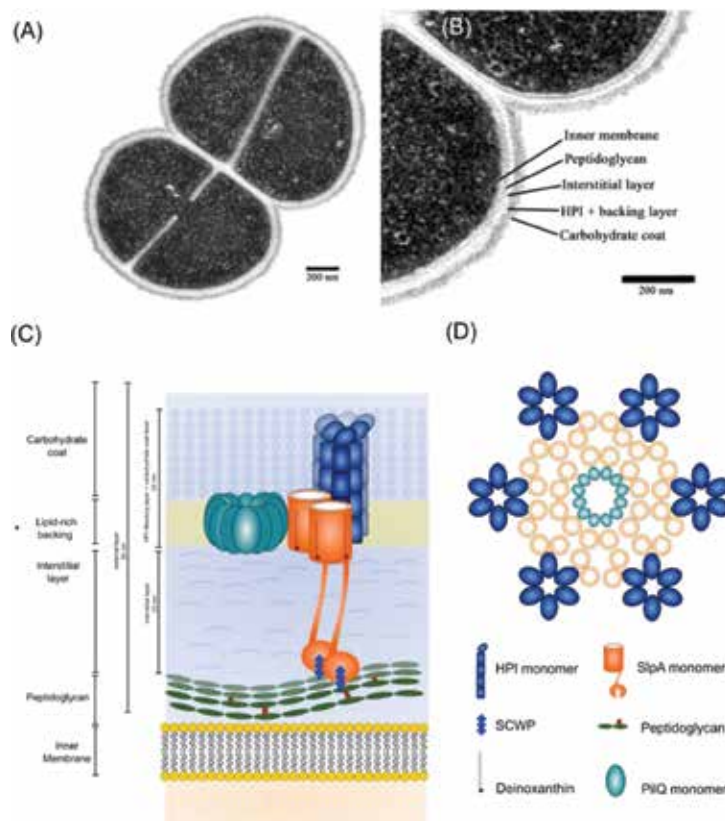 (A)
200 nm
(B)
Inner membrane
Peptidoglycan
Interstitial layer
HPI + backing layer
Carbohydrate coat
200 nm
(C)
Carbohydrate
coat
Lipid-rich
backing
Interstitial
layer
Peptidoglycan
Inner
Membrane
(D)
HPI monomer
SlpA monomer
SCWP
Peptidoglycan
Deinoxanthin
PilQ monomer